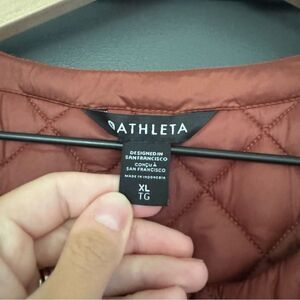 ATHLETA
DESIGNED IN
SAN FRANCISCO
CONÇU À
SAN FRANCISCO
MADE IN INDONESIA
XL
TG